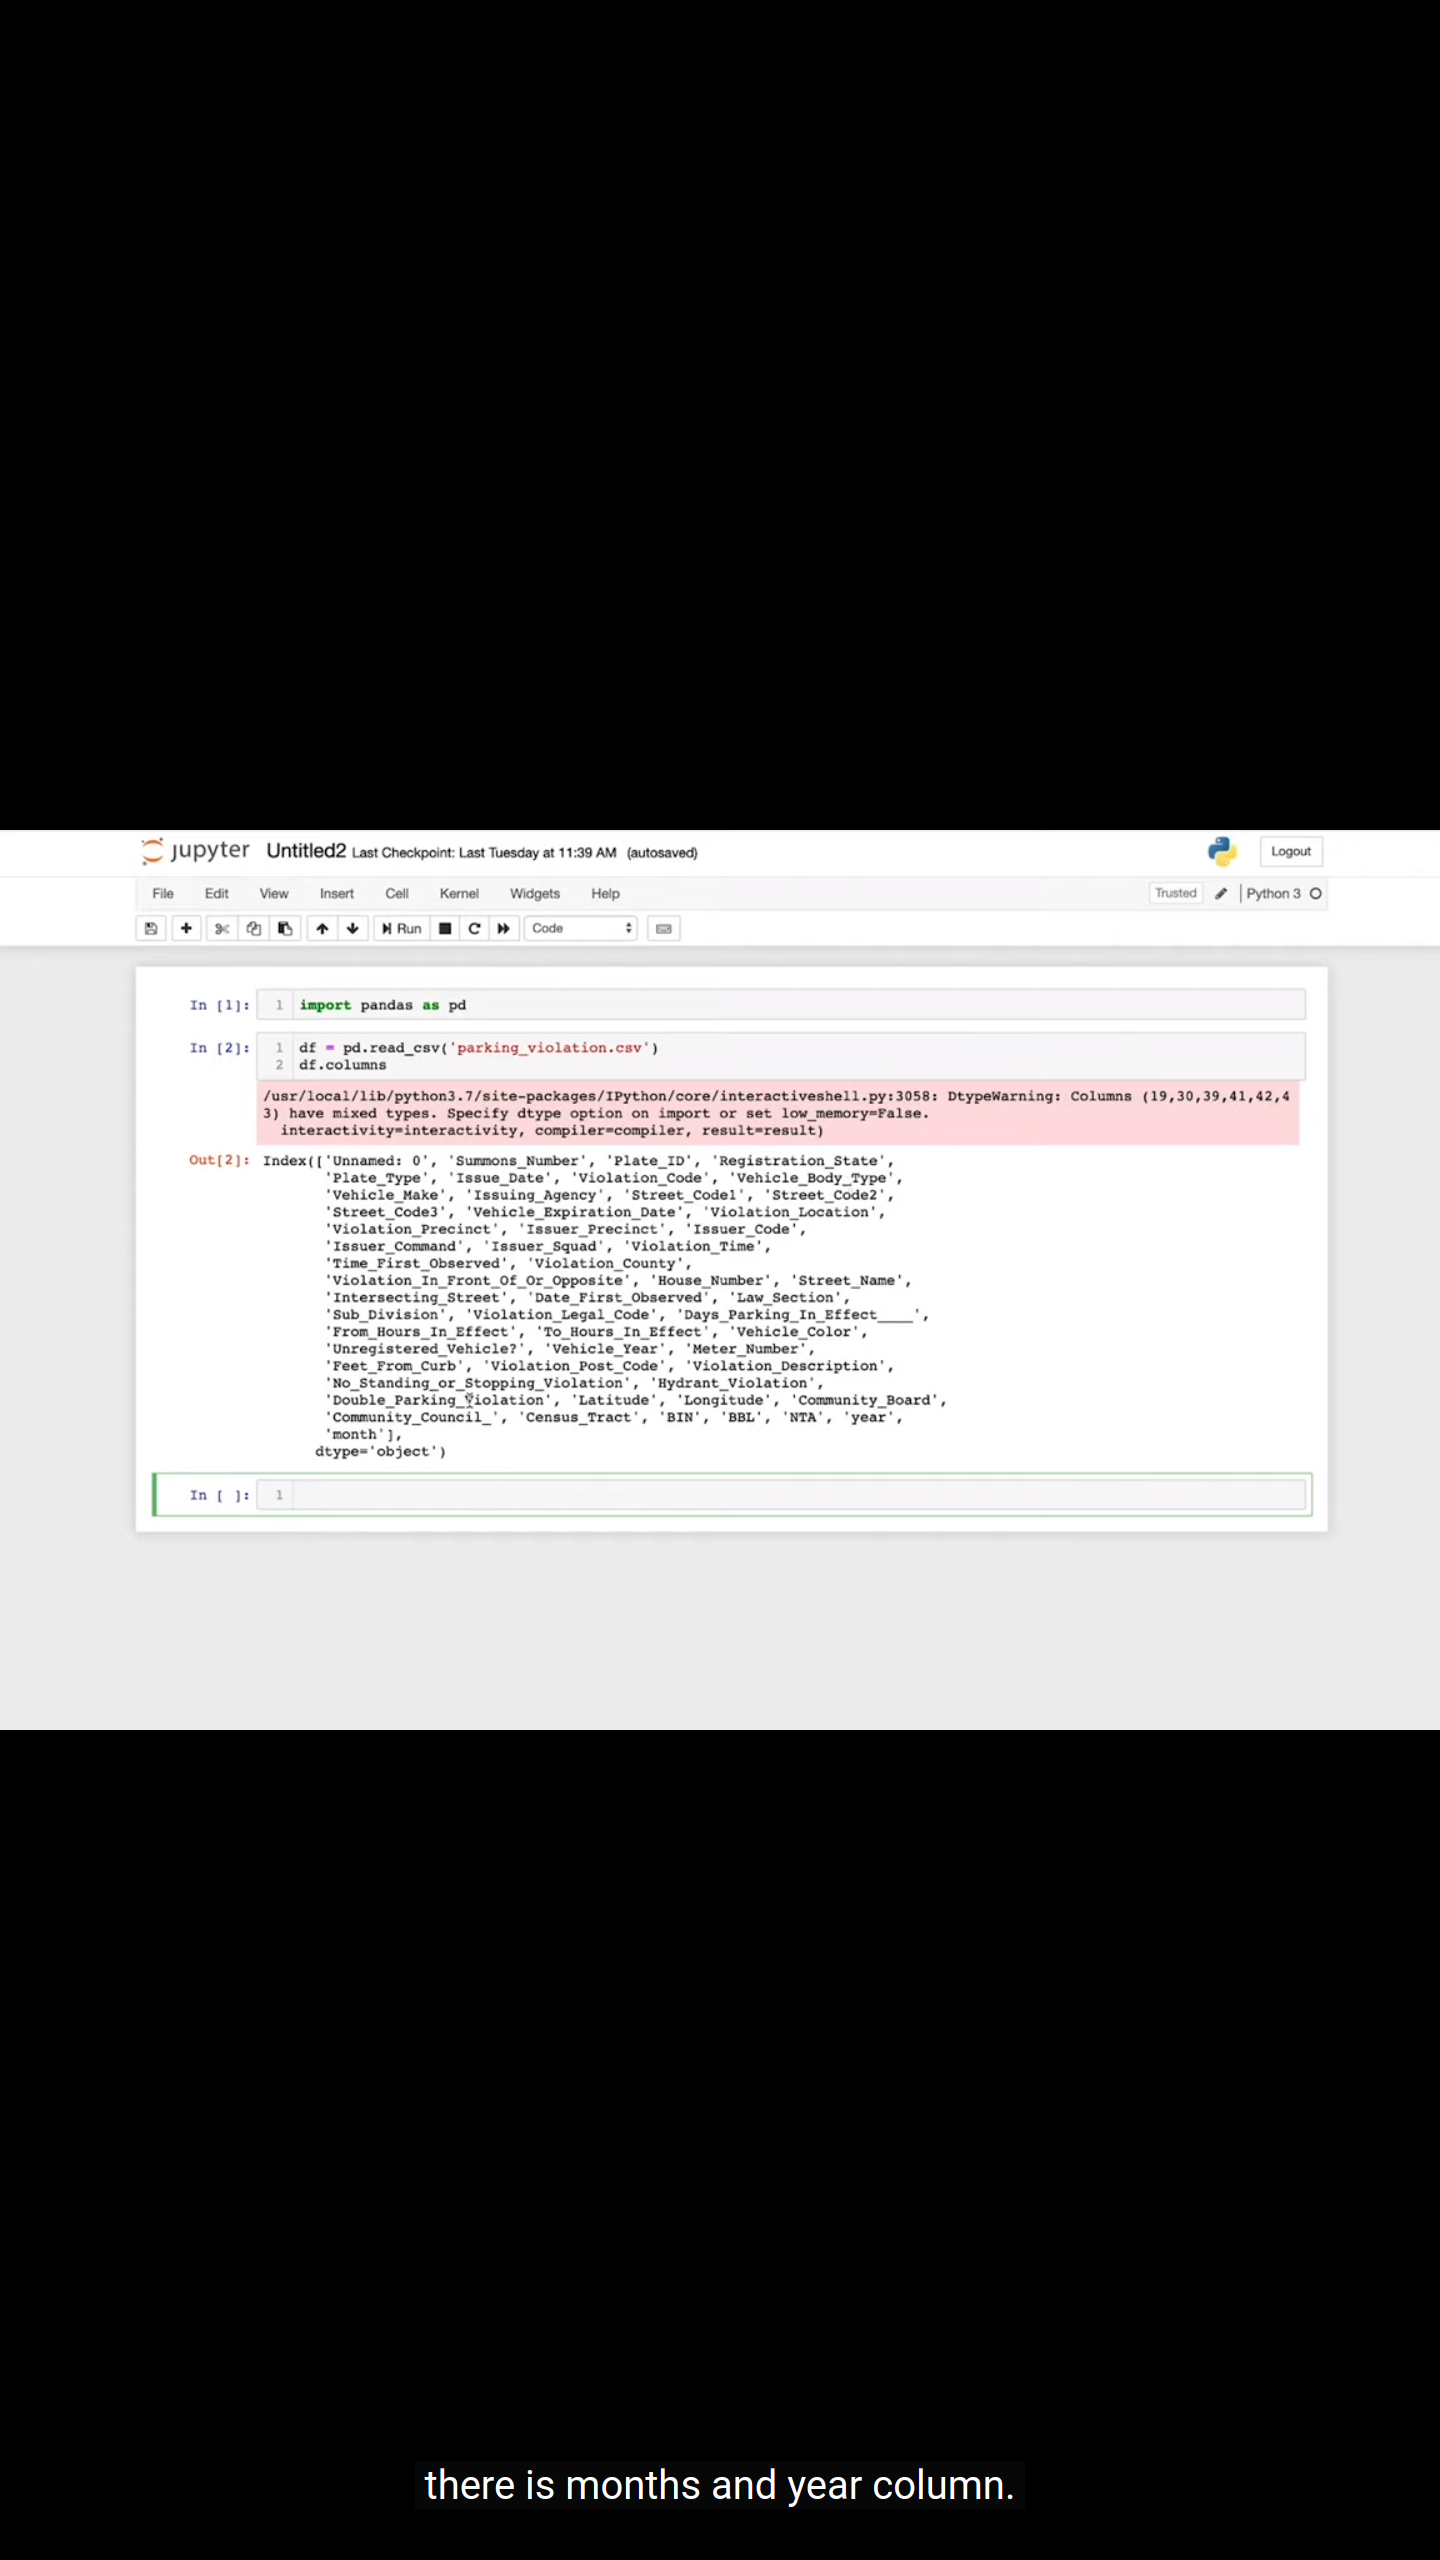 jupyter Untitled2 Last Checkpoint: Last Tuesday at 11:39 AM (autosaved)
Logout
File Edit View Insert Cell Kernel Widgets Help
Trusted Python 3
Run Code
In [1]: 1 import pandas as pd
In [2]: 1 df = pd.read_csv('parking_violation.csv')
2 df.columns
/usr/local/lib/python3.7/site-packages/IPython/core/interactiveshell.py:3058: DtypeWarning: Columns (19,30,39,41,42,4
3) have mixed types. Specify dtype option on import or set low_memory=False.
interactivity=interactivity, compiler=compiler, result=result)
Out[2]: Index(['Unnamed: 0', 'Summons_Number', 'Plate_ID', 'Registration_State',
'Plate_Type', 'Issue_Date', 'Violation_Code', 'Vehicle_Body_Type',
'Vehicle_Make', 'Issuing_Agency', 'Street_Code1', 'Street_Code2',
'Street_Code3', 'Vehicle_Expiration_Date', 'Violation_Location',
'Violation_Precinct', 'Issuer_Precinct', 'Issuer_Code',
'Issuer_Command', 'Issuer_Squad', 'Violation_Time',
'Time_First_Observed', 'Violation_County',
'Violation_In_Front_Of_Or_Opposite', 'House_Number', 'Street_Name',
'Intersecting_Street', 'Date_First_Observed', 'Law_Section',
'Sub_Division', 'Violation_Legal_Code', 'Days_Parking_In_Effect____',
'From_Hours_In_Effect', 'To_Hours_In_Effect', 'Vehicle_Color',
'Unregistered_Vehicle?', 'Vehicle_Year', 'Meter_Number',
'Feet_From_Curb', 'Violation_Post_Code', 'Violation_Description',
'No_Standing_or_Stopping_Violation', 'Hydrant_Violation',
'Double_Parking_Violation', 'Latitude', 'Longitude', 'Community_Board',
'Community_Council_', 'Census_Tract', 'BIN', 'BBL', 'NTA', 'year',
'month'],
dtype='object')
In [ ]: 1
there is months and year column.